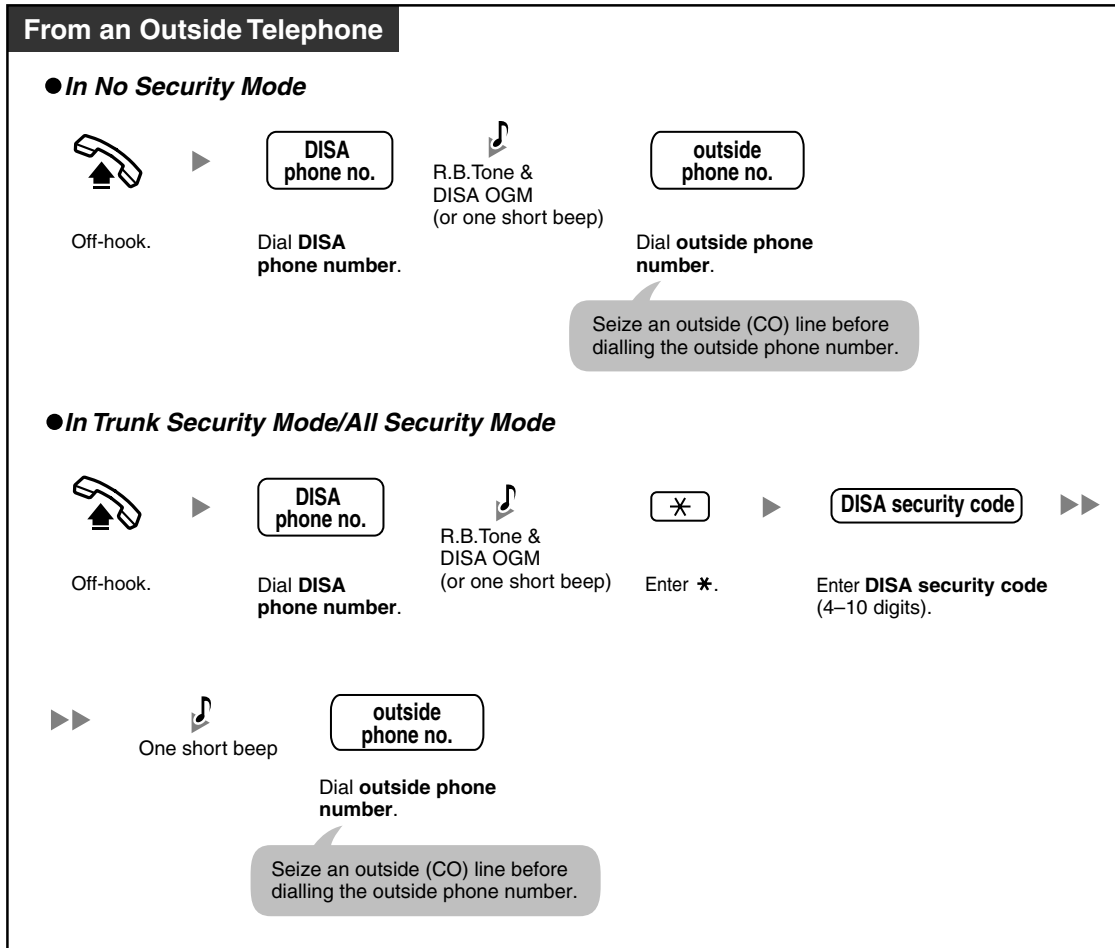 From an Outside Telephone
●In No Security Mode
DISA
phone no.
R.B.Tone &
DISA OGM
(or one short beep)
outside
phone no.
Off-hook.
Dial DISA
phone number.
Dial outside phone
number.
Seize an outside (CO) line before
dialling the outside phone number.
●In Trunk Security Mode/All Security Mode
DISA
phone no.
R.B.Tone &
DISA OGM
(or one short beep)
*
DISA security code
Off-hook.
Dial DISA
phone number.
Enter *.
Enter DISA security code
(4–10 digits).
One short beep
outside
phone no.
Dial outside phone
number.
Seize an outside (CO) line before
dialling the outside phone number.